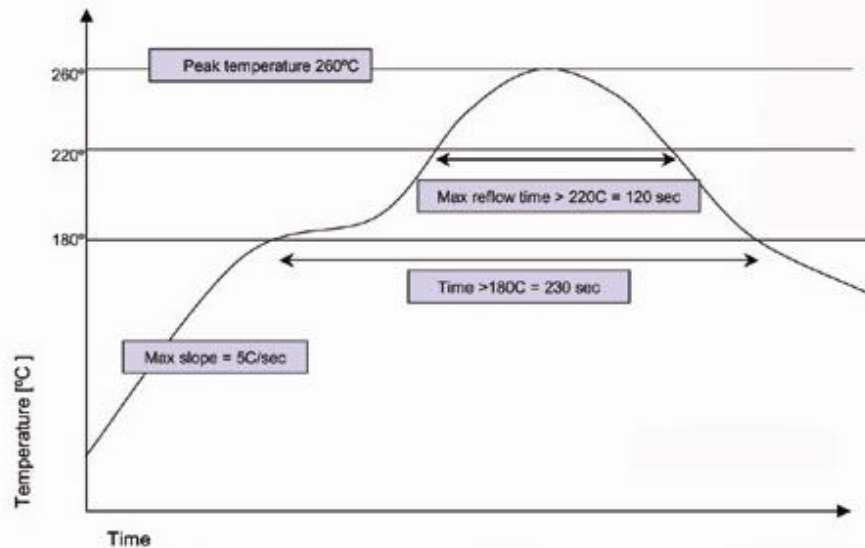 Peak temperature 260ºC
260º
220º
Max reflow time > 220C = 120 sec
180º
Time >180C = 230 sec
Max slope = 5C/sec
Temperature [ºC ]
Time